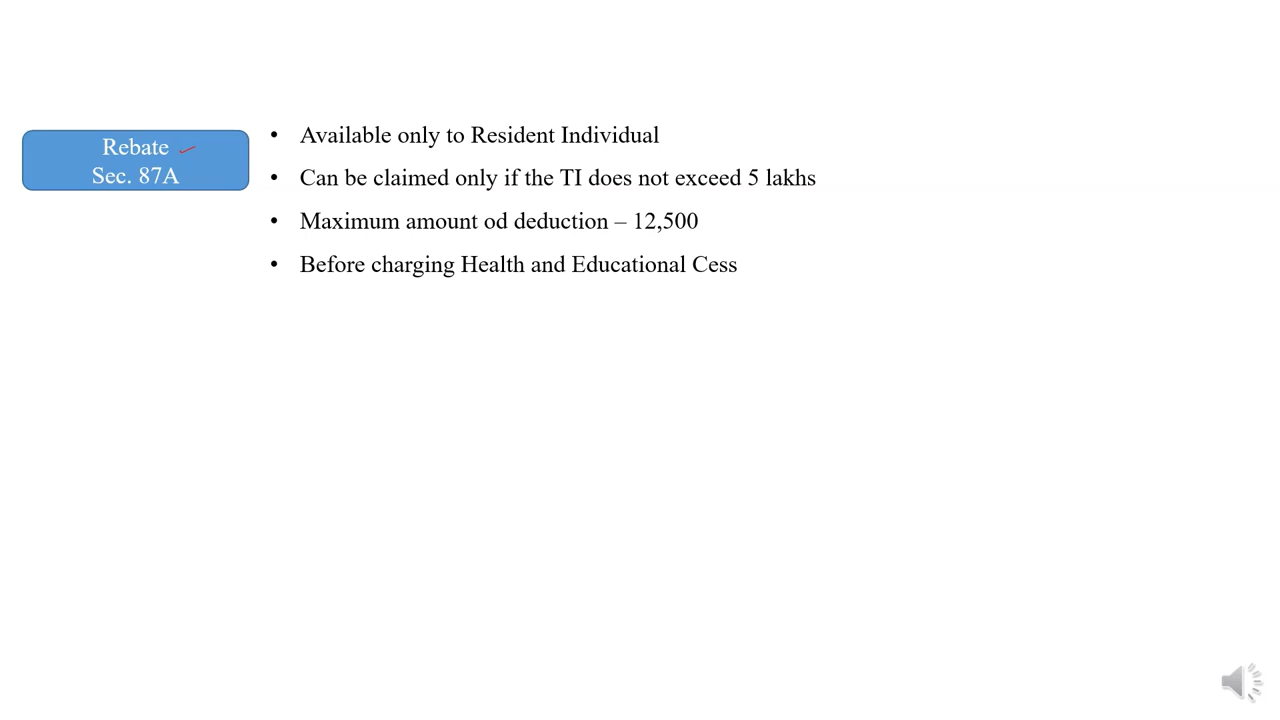 Rebate
Sec. 87A
• Available only to Resident Individual
• Can be claimed only if the TI does not exceed 5 lakhs
• Maximum amount od deduction – 12,500
• Before charging Health and Educational Cess